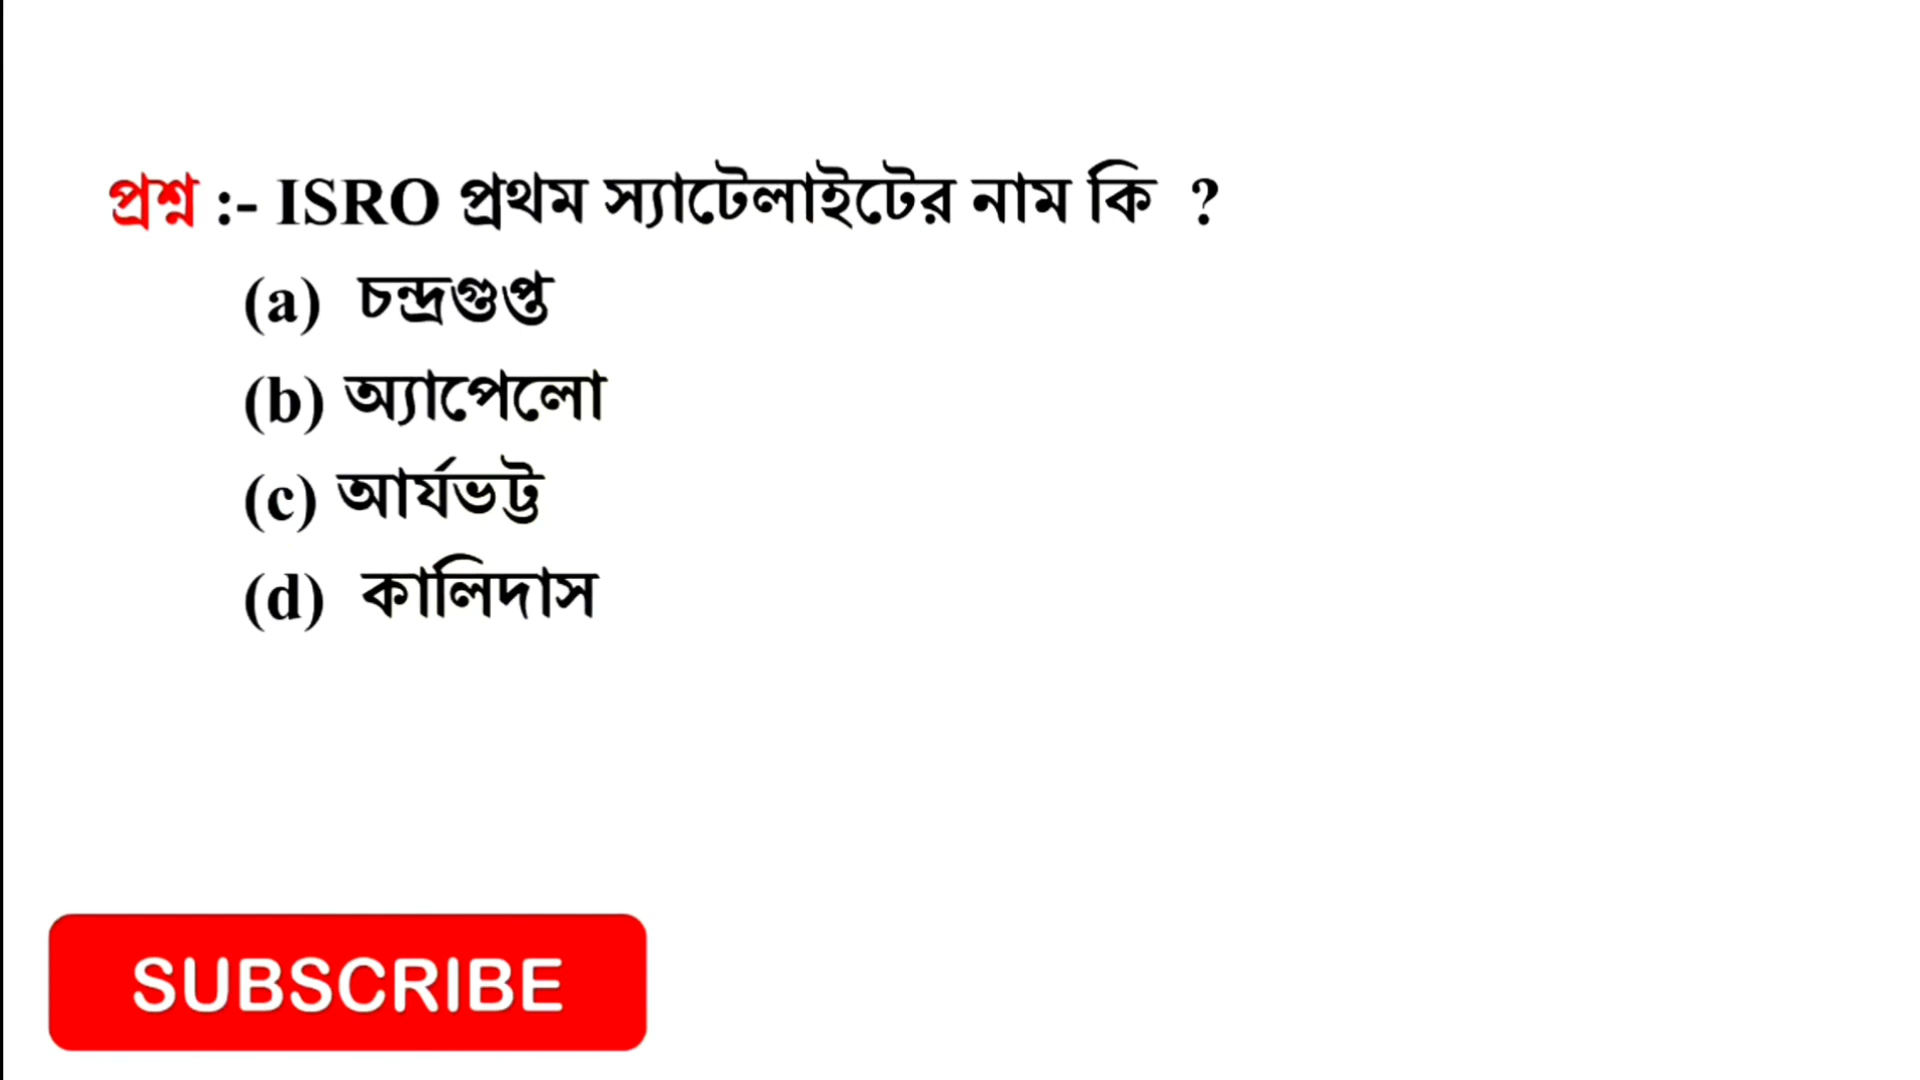 প্রশ্ন :- ISRO প্রথম স্যাটেলাইটের নাম কি ?
(a) চন্দ্রগুপ্ত
(b) অ্যাপেলো
(c) আর্যভট্ট
(d) কালিদাস
SUBSCRIBE